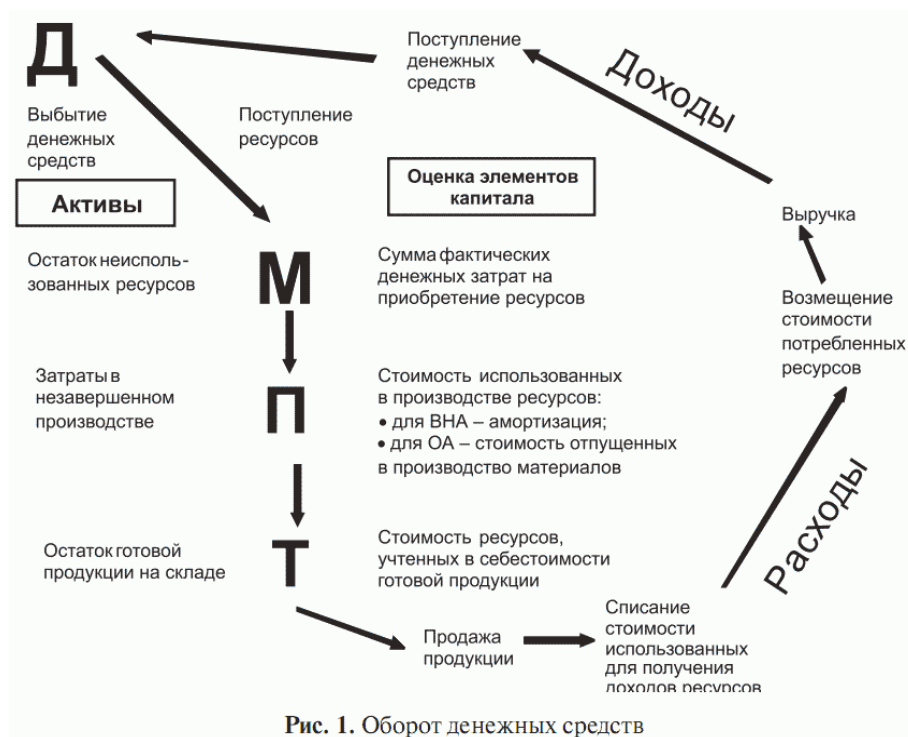 Д
Поступление
денежных
средств
Доходы
Выбытие
денежных
средств
Поступление
ресурсов
Активы
Оценка элементов
капитала
Выручка
Остаток неисполь-
зованных ресурсов
М
Сумма фактических
денежных затрат на
приобретение ресурсов
Возмещение
стоимости
потребленных
ресурсов
Затраты в
незавершенном
производстве
П
Стоимость использованных
в производстве ресурсов:
• для ВНА – амортизация;
• для ОА – стоимость отпущенных
в производство материалов
Расходы
Остаток готовой
продукции на складе
Т
Стоимость ресурсов,
учтенных в себестоимости
готовой продукции
Продажа
продукции
Списание
стоимости
использованных
для получения
доходов ресурсов
Рис. 1. Оборот денежных средств